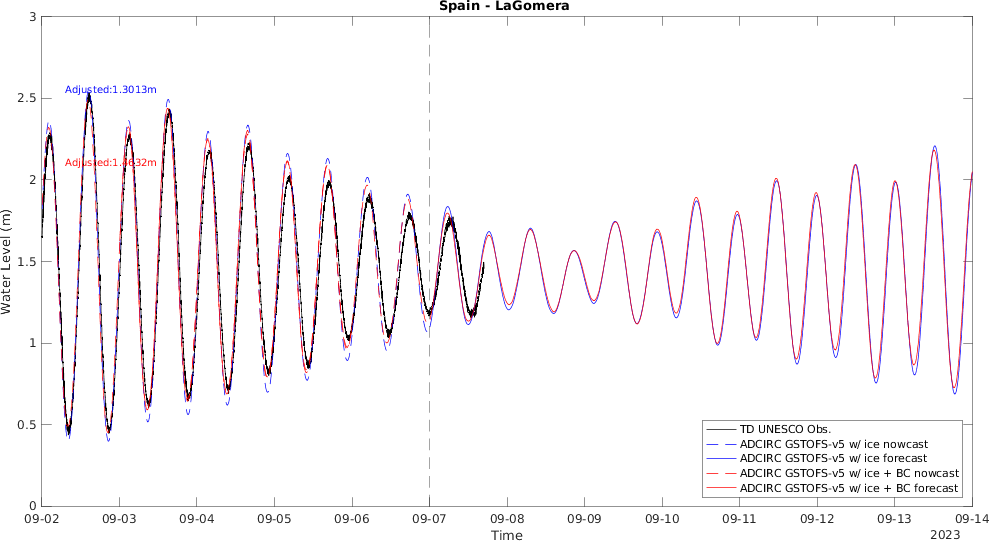 Spain - LaGomera
3
2.5
2
1.5
1
0.5
0
Water Level (m)
Adjusted:1.3013m
TD UNESCO Obs.
ADCIRC GSTOFS-v5 w/ ice nowcast
ADCIRC GSTOFS-v5 w/ ice forecast
ADCIRC GSTOFS-v5 w/ ice + BC nowcast
ADCIRC GSTOFS-v5 w/ ice + BC forecast
09-02 09-03 09-04 09-05 09-06 09-07 09-08 09-09 09-10 09-11 09-12 09-13 09-14
Time
2023